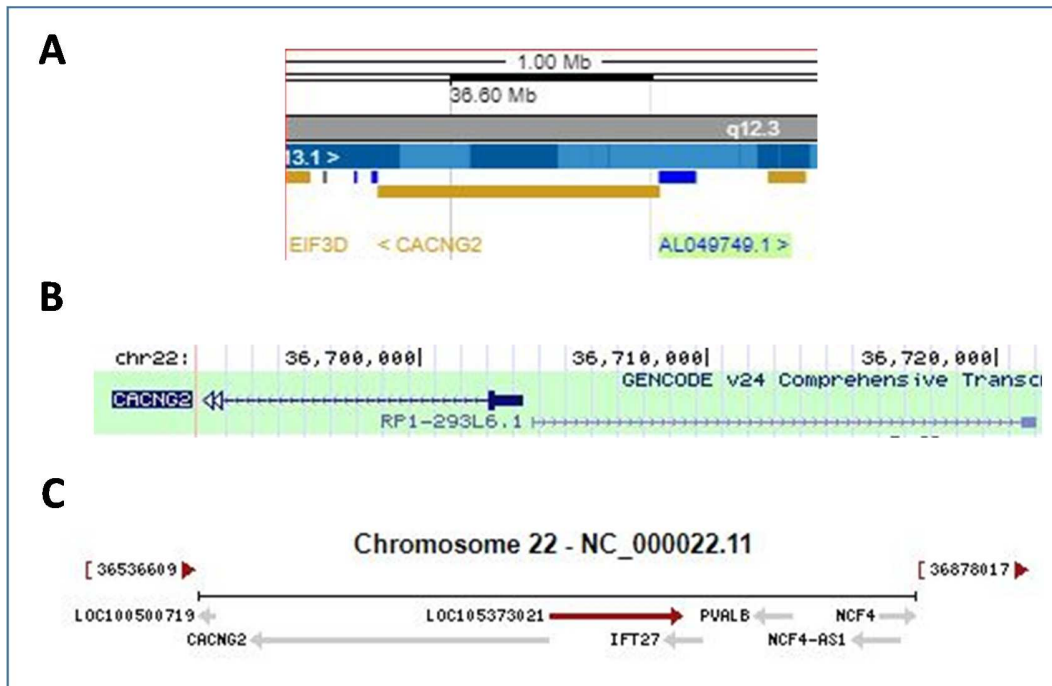 A
1.00 Mb
36.60 Mb
q12.3
13.1 >
EIF3D < CACNG2 AL049749.1 >
B
chr22: 36,700,000| 36,710,000| 36,720,000|
GENCODE v24 Comprehensive Transc
CACNG2
RP1-293L6.1
C
Chromosome 22 - NC_000022.11
[ 36536609 [ 36878017
LOC100500719 LOC105373021 PVALB NCF4
CACNG2 IFT27 NCF4-AS1